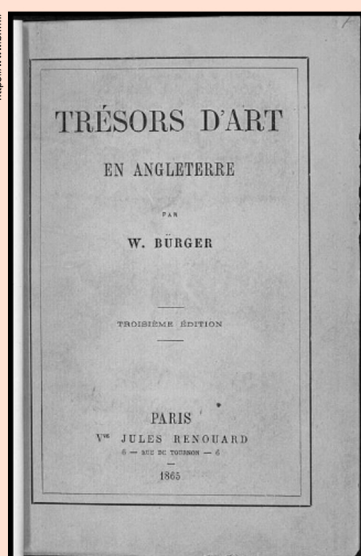 TRÉSORS D'ART
EN ANGLETERRE
PAR
W. BÜRGER
TROISIÈME ÉDITION
PARIS
Vve JULES RENOUARD
6 — RUE DE TOURNON — 6
1865